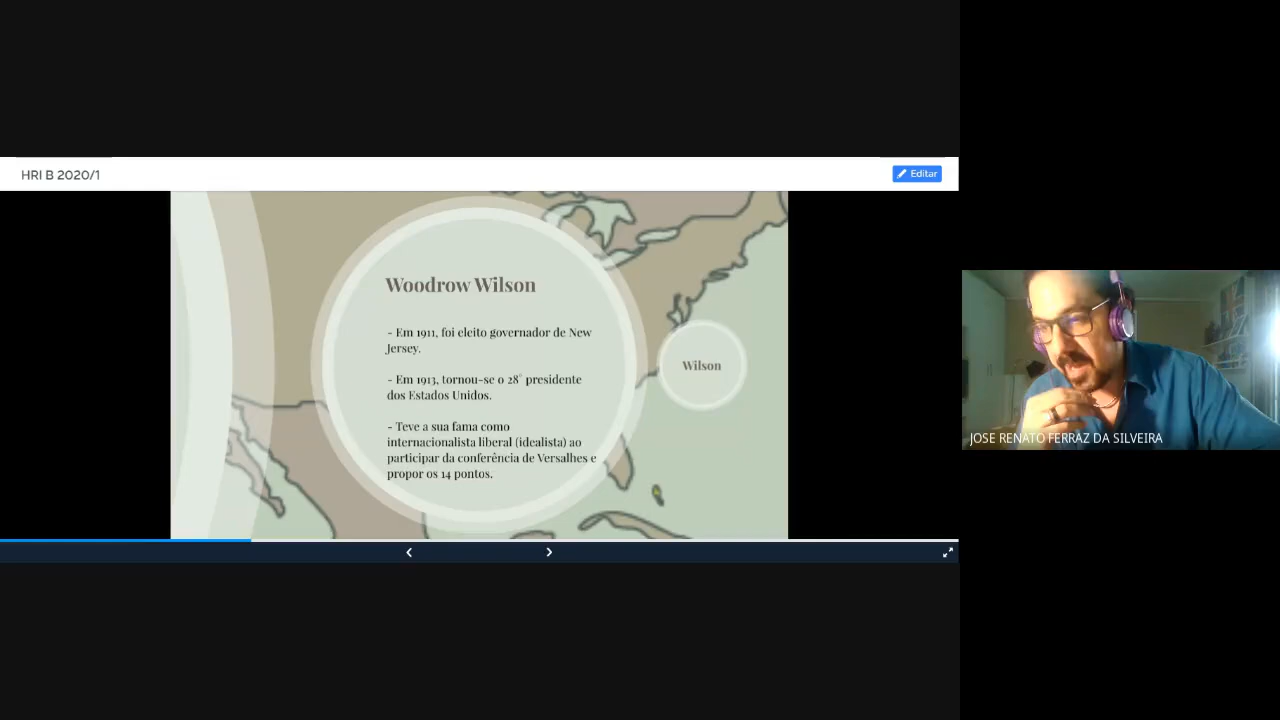 HRI B 2020/1
Editar
Woodrow Wilson
- Em 1911, foi eleito governador de New
Jersey.
- Em 1913, tornou-se o 28° presidente
dos Estados Unidos.
- Teve a sua fama como
internacionalista liberal (idealista) ao
participar da conferência de Versalhes e
propor os 14 pontos.
Wilson
JOSE RENATO FERRAZ DA SILVEIRA